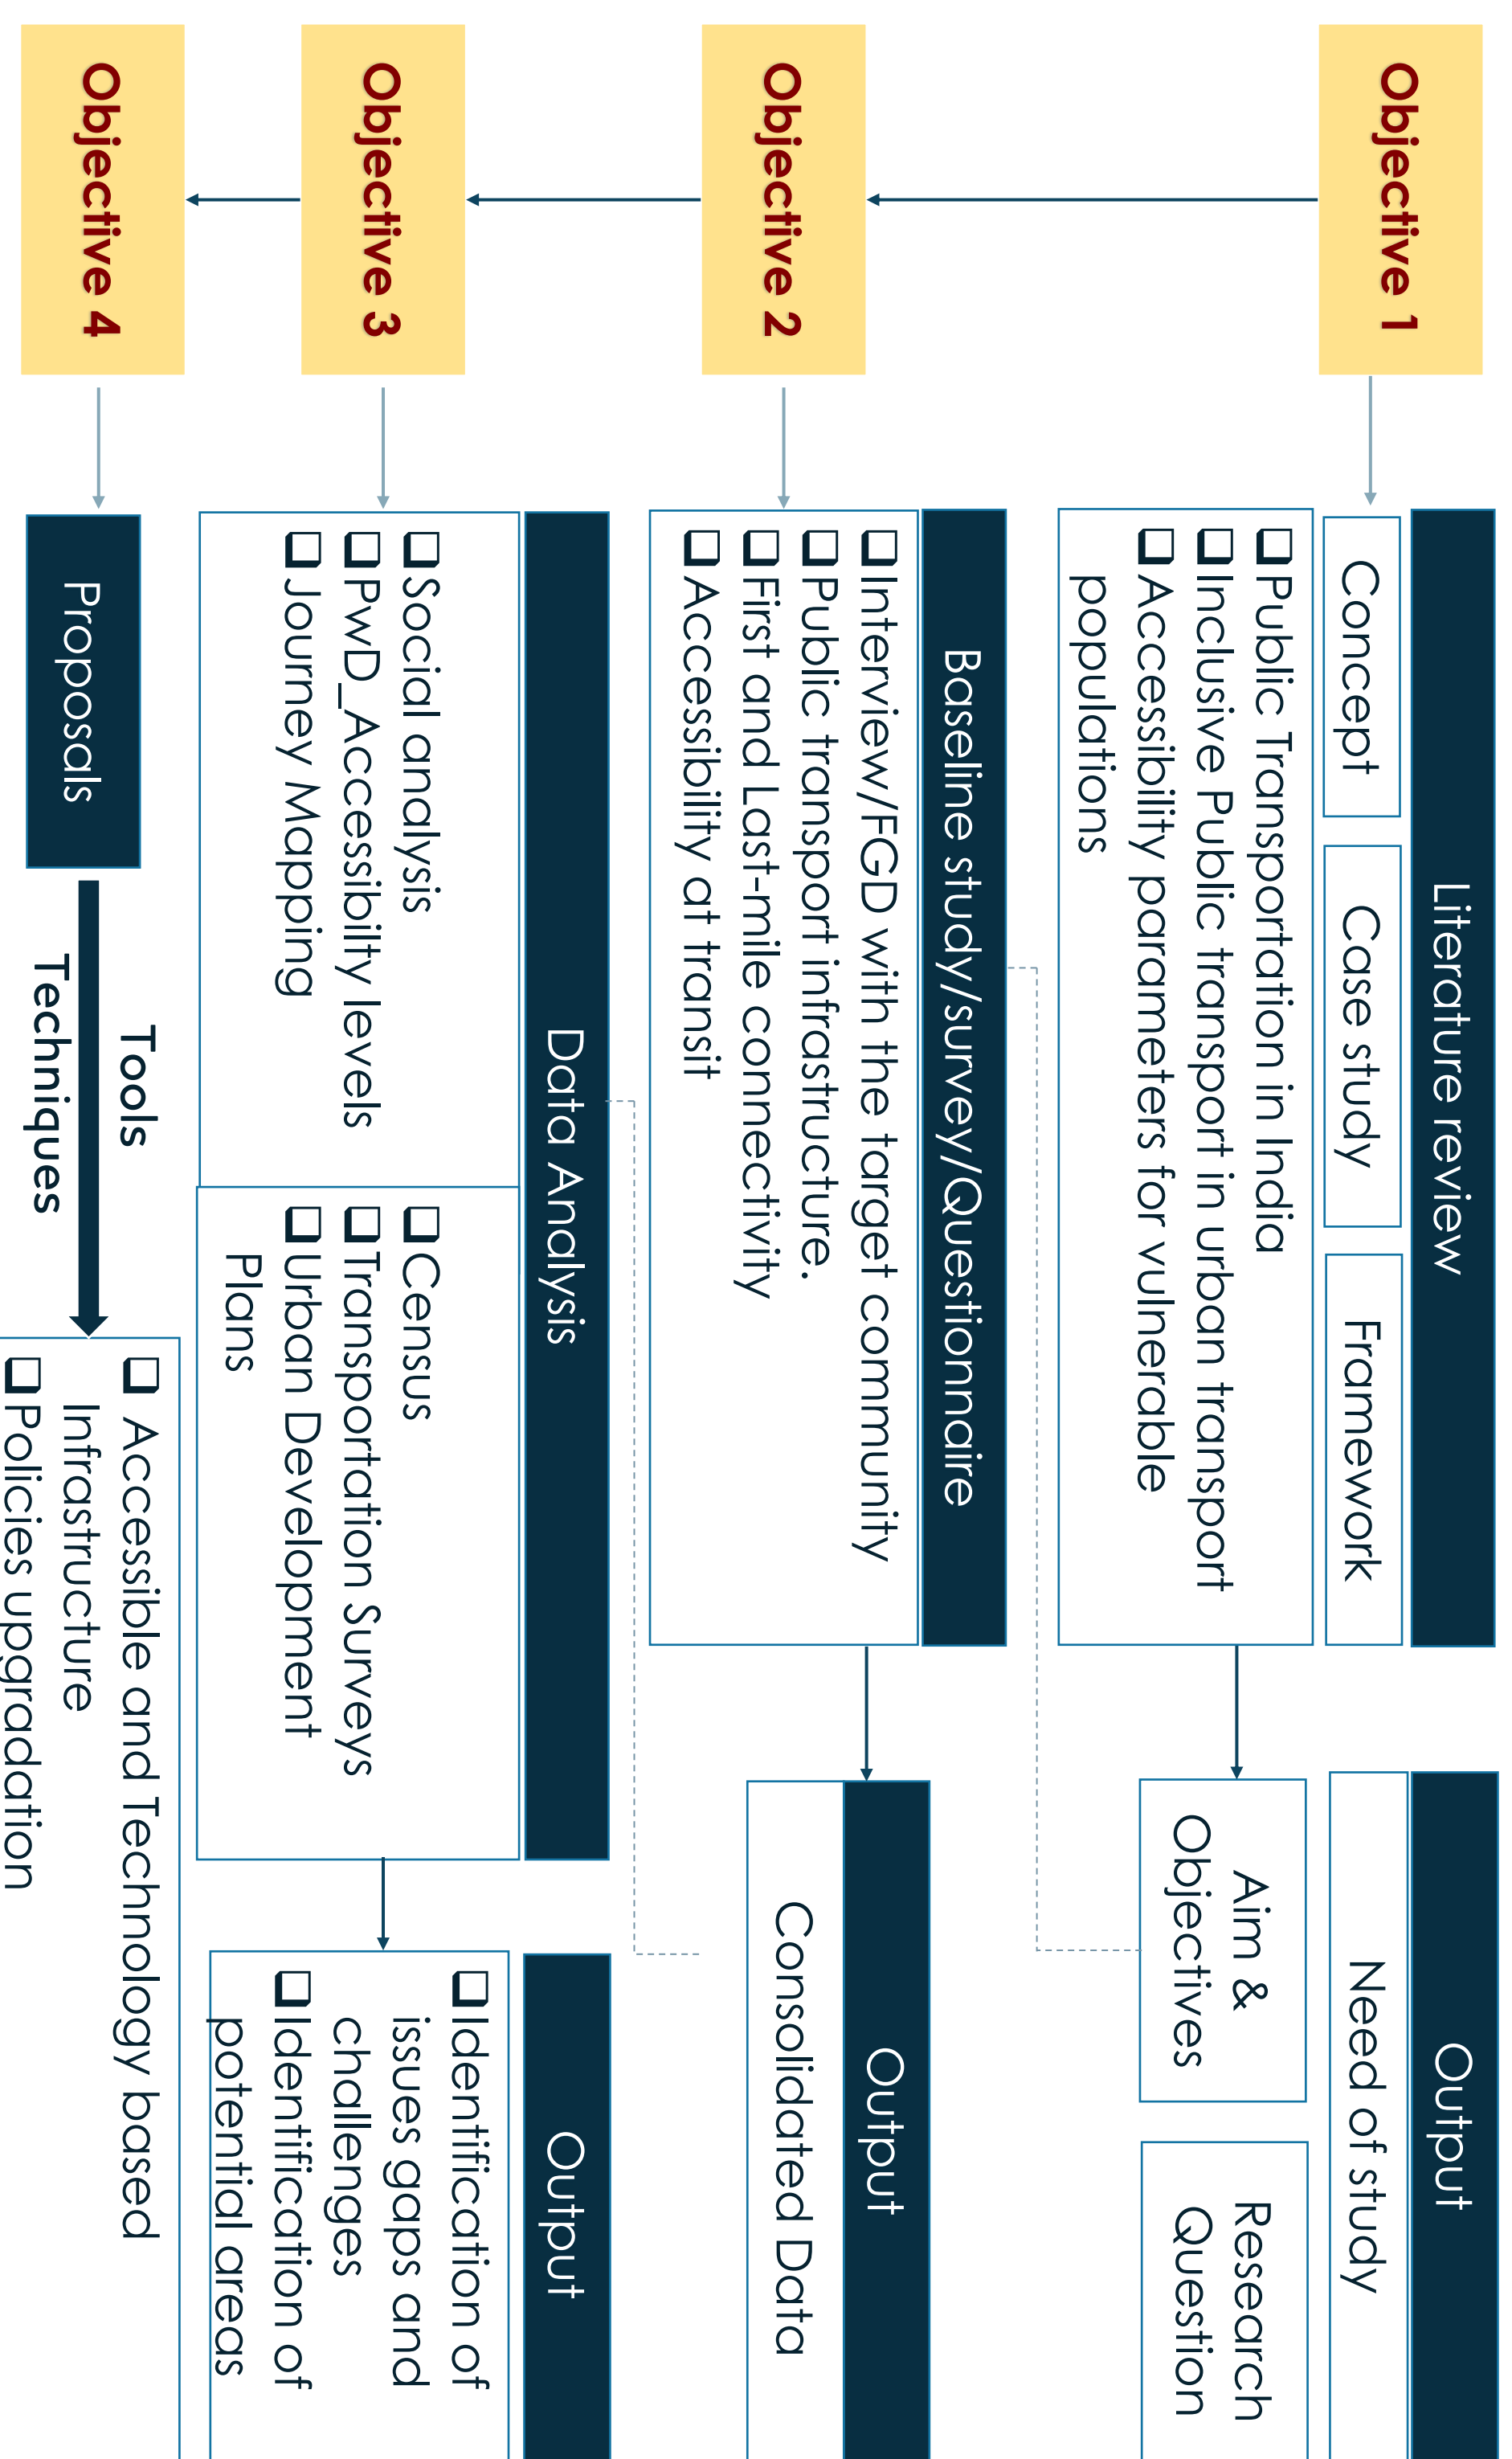 Objective 1
Literature review
Concept
Case study
Framework
Public Transportation in India
Inclusive Public transport in urban transport
Accessibility parameters for vulnerable
populations
Output
Need of study
Aim &
Objectives
Research
Question
Objective 2
Baseline study/survey/Questionnaire
Interview/FGD with the target community
Public transport infrastructure.
First and Last-mile connectivity
Accessibility at transit
Output
Consolidated Data
Objective 3
Data Analysis
Social analysis
PwD_Accessibilty levels
Journey Mapping
Census
Transportation Surveys
Urban Development
Plans
Output
Identification of
issues gaps and
challenges
Identification of
potential areas
Objective 4
Proposals
Tools
Techniques
Accessible and Technology based
Infrastructure
Policies upgradation